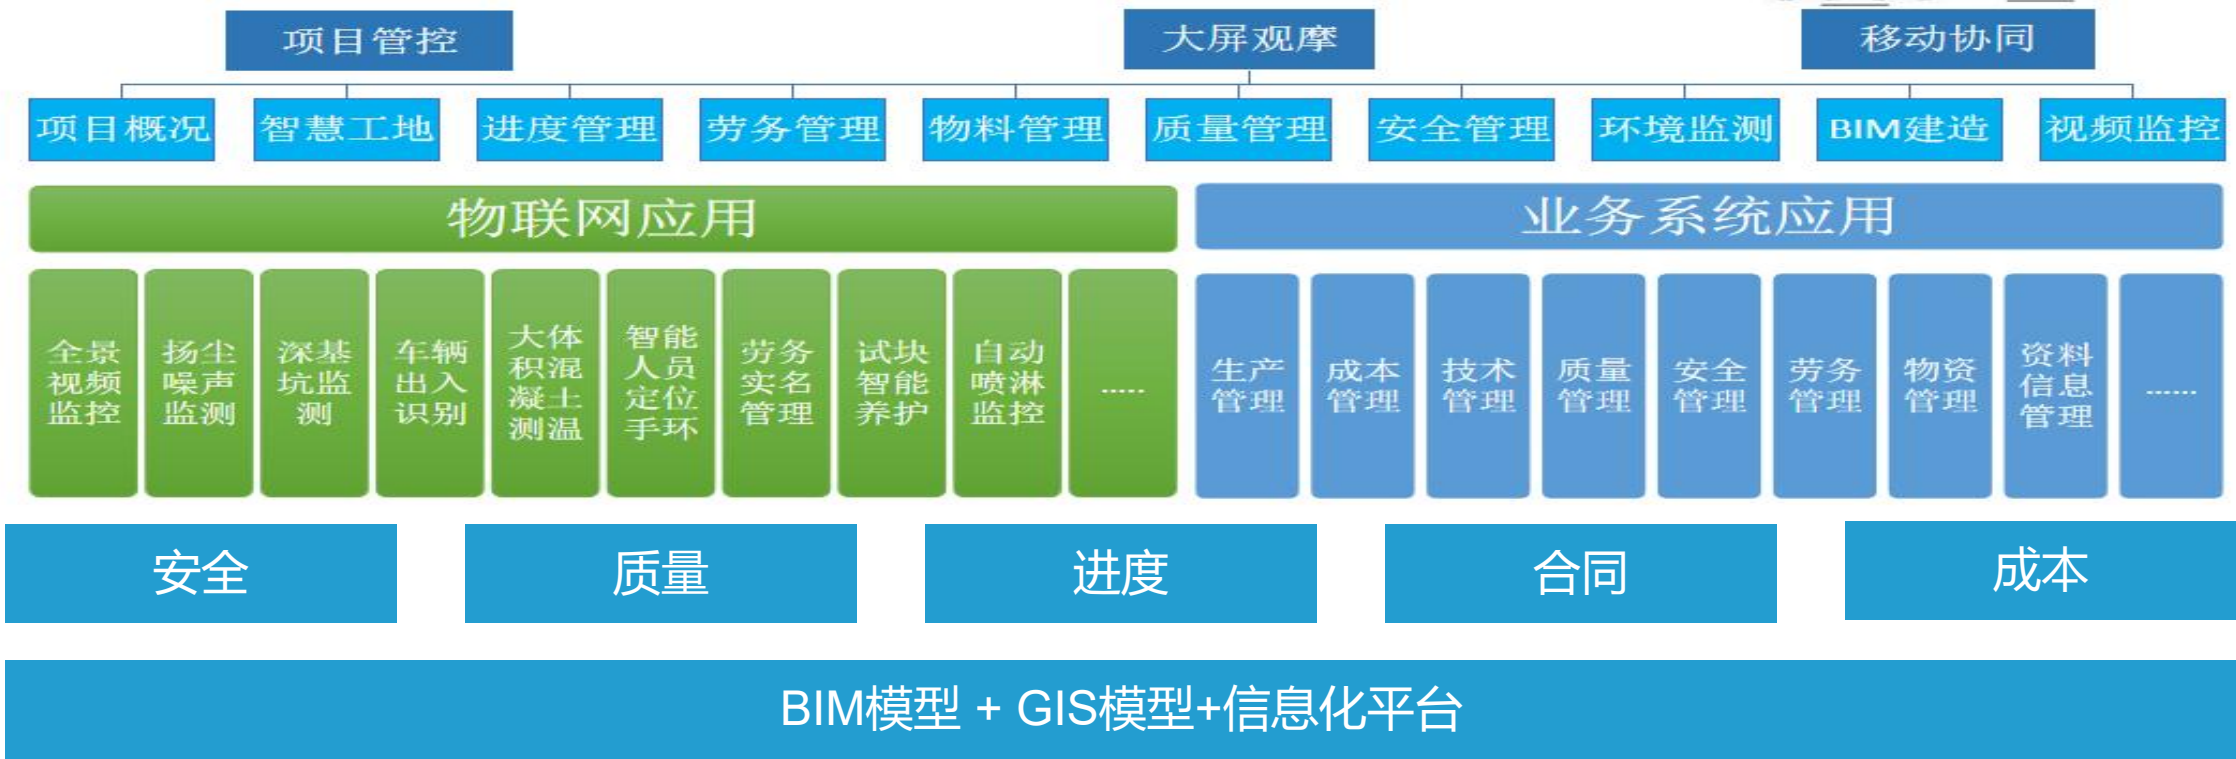 项目管控
大屏观摩
移动协同
项目概况
智慧工地
进度管理
劳务管理
物料管理
质量管理
安全管理
环境监测
BIM建造
视频监控
物联网应用
业务系统应用
全景
视频
监控
扬尘
噪声
监测
深基
坑监
测
车辆
出入
识别
大体
积混
凝土
测温
智能
人员
定位
手环
劳务
实名
管理
试块
智能
养护
自动
喷淋
监控
.....
生产
管理
成本
管理
技术
管理
质量
管理
安全
管理
劳务
管理
物资
管理
资料
信息
管理
......
安全
质量
进度
合同
成本
BIM模型 + GIS模型+信息化平台